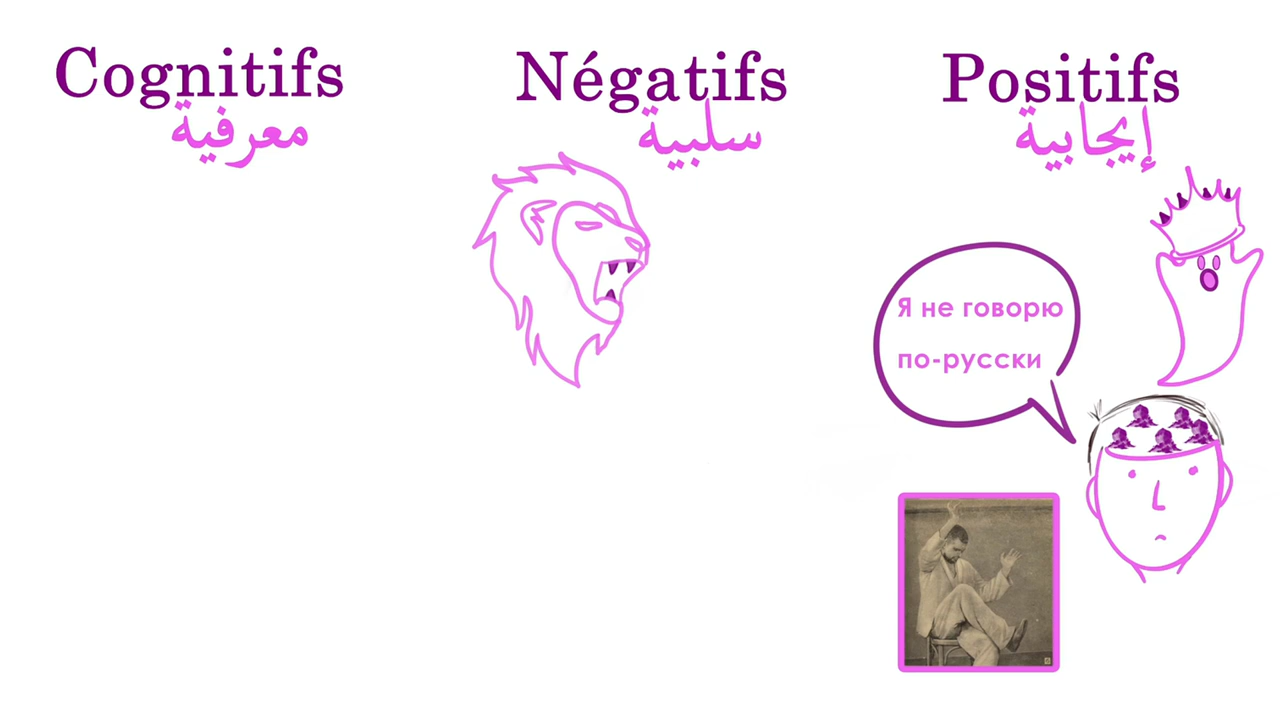 Cognitifs
معرفية
Négatifs
سلبية
Positifs
إيجابية
Я не говорю
по-русски